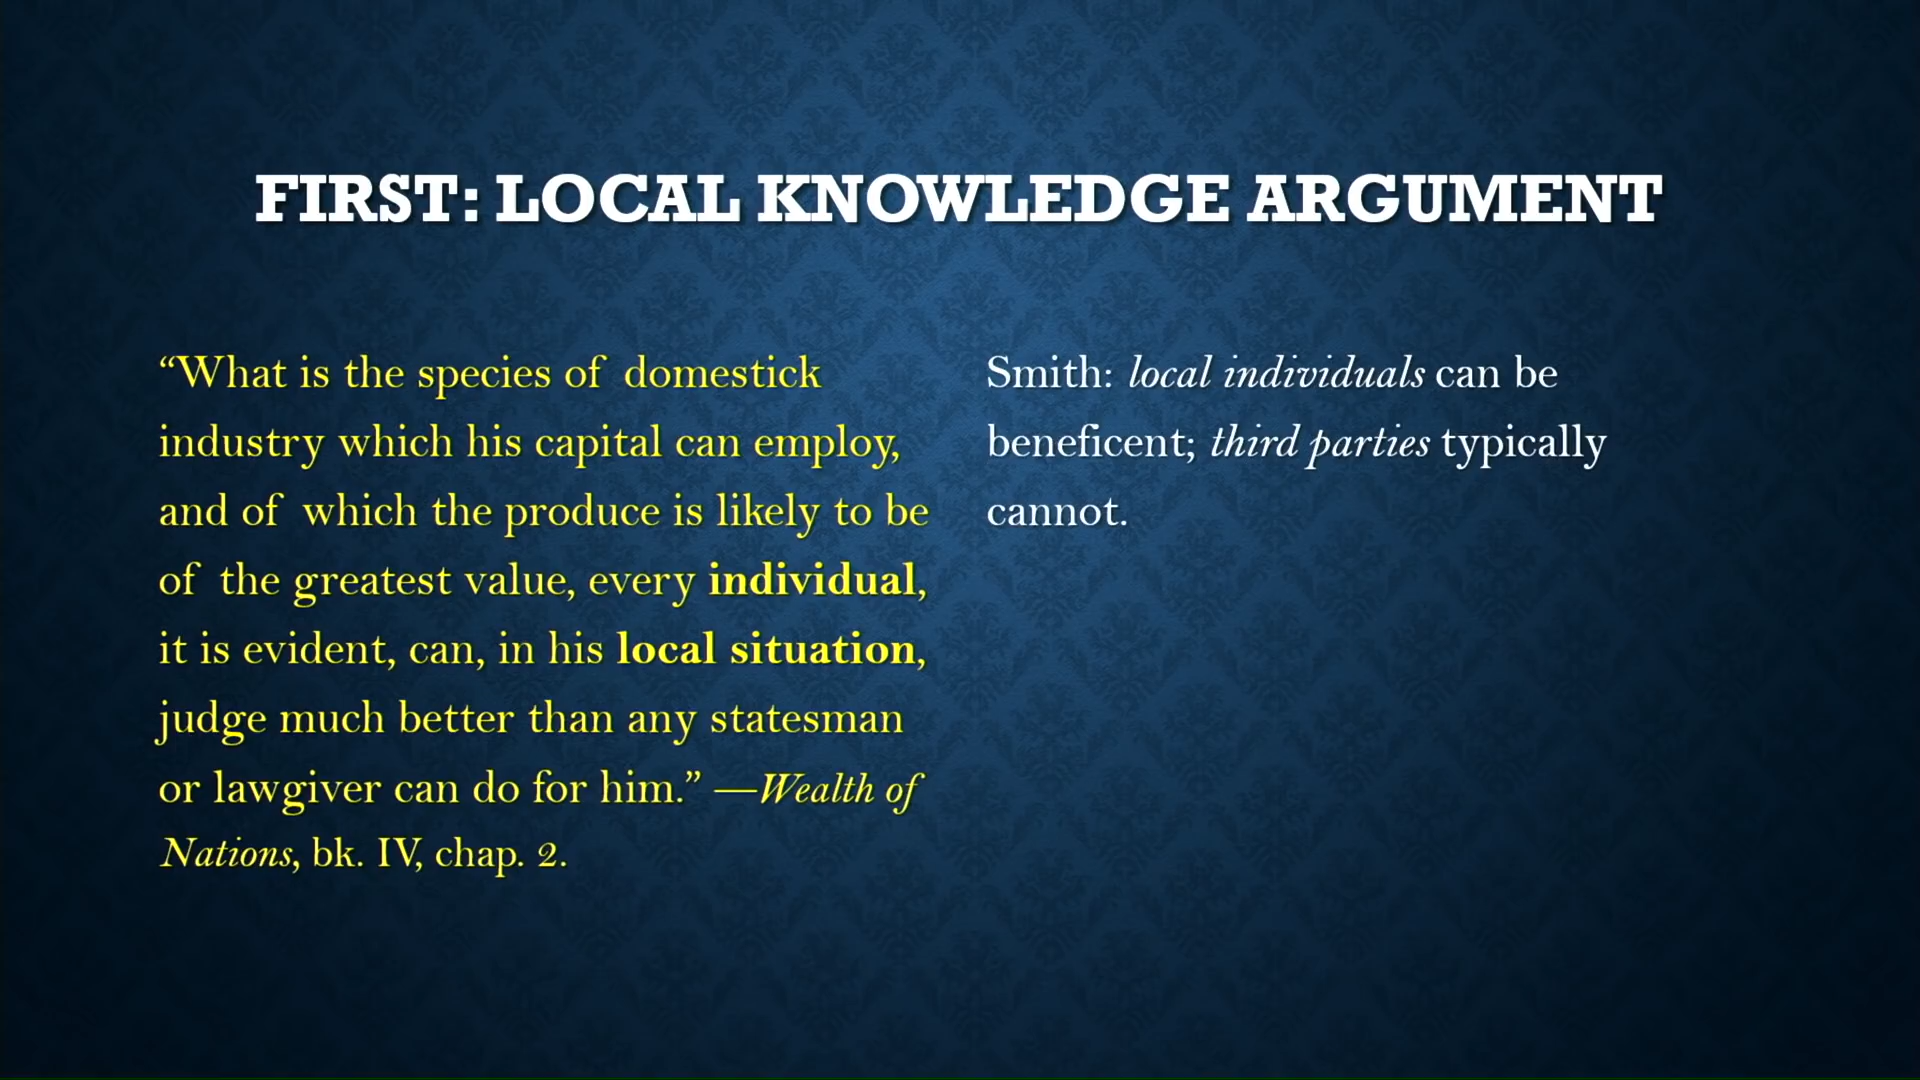 FIRST: LOCAL KNOWLEDGE ARGUMENT
“What is the species of domestick
industry which his capital can employ,
and of which the produce is likely to be
of the greatest value, every individual,
it is evident, can, in his local situation,
judge much better than any statesman
or lawgiver can do for him.” —Wealth of
Nations, bk. IV, chap. 2.
Smith: local individuals can be
beneficent; third parties typically
cannot.